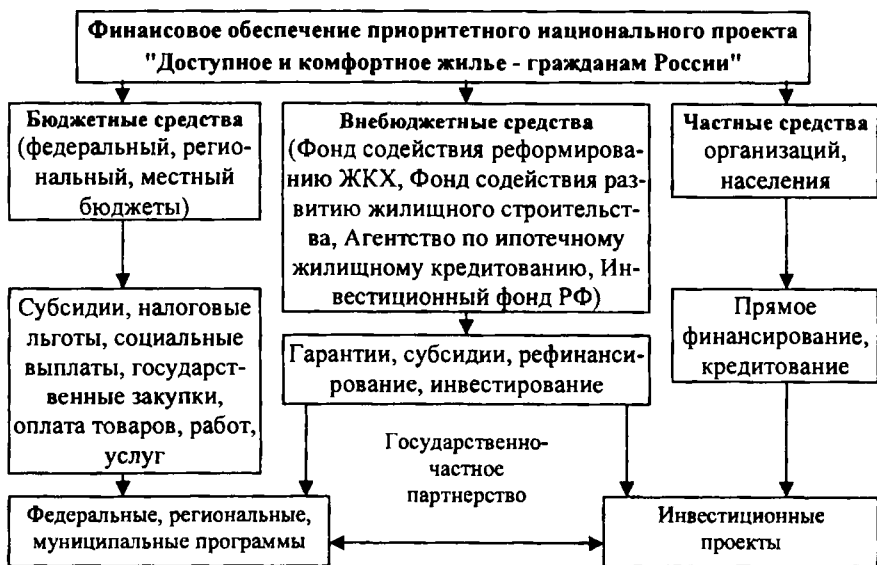 Финансовое обеспечение приоритетного национального проекта
"Доступное и комфортное жилье - гражданам России"
Бюджетные средства
(федеральный, регио-
нальный, местный
бюджеты)
Внебюджетные средства
(Фонд содействия реформирова-
нию ЖКХ, Фонд содействия раз-
витию жилищного строительст-
ва, Агентство по ипотечному
жилищному кредитованию, Ин-
вестиционный фонд РФ)
Частные средства
организаций,
населения
Субсидии, налоговые
льготы, социальные
выплаты, государст-
венные закупки,
оплата товаров, работ,
услуг
Гарантии, субсидии, рефинанси-
рование, инвестирование
Прямое
финансирование,
кредитование
Государственно-
частное
партнерство
Федеральные, региональные,
муниципальные программы
Инвестиционные
проекты